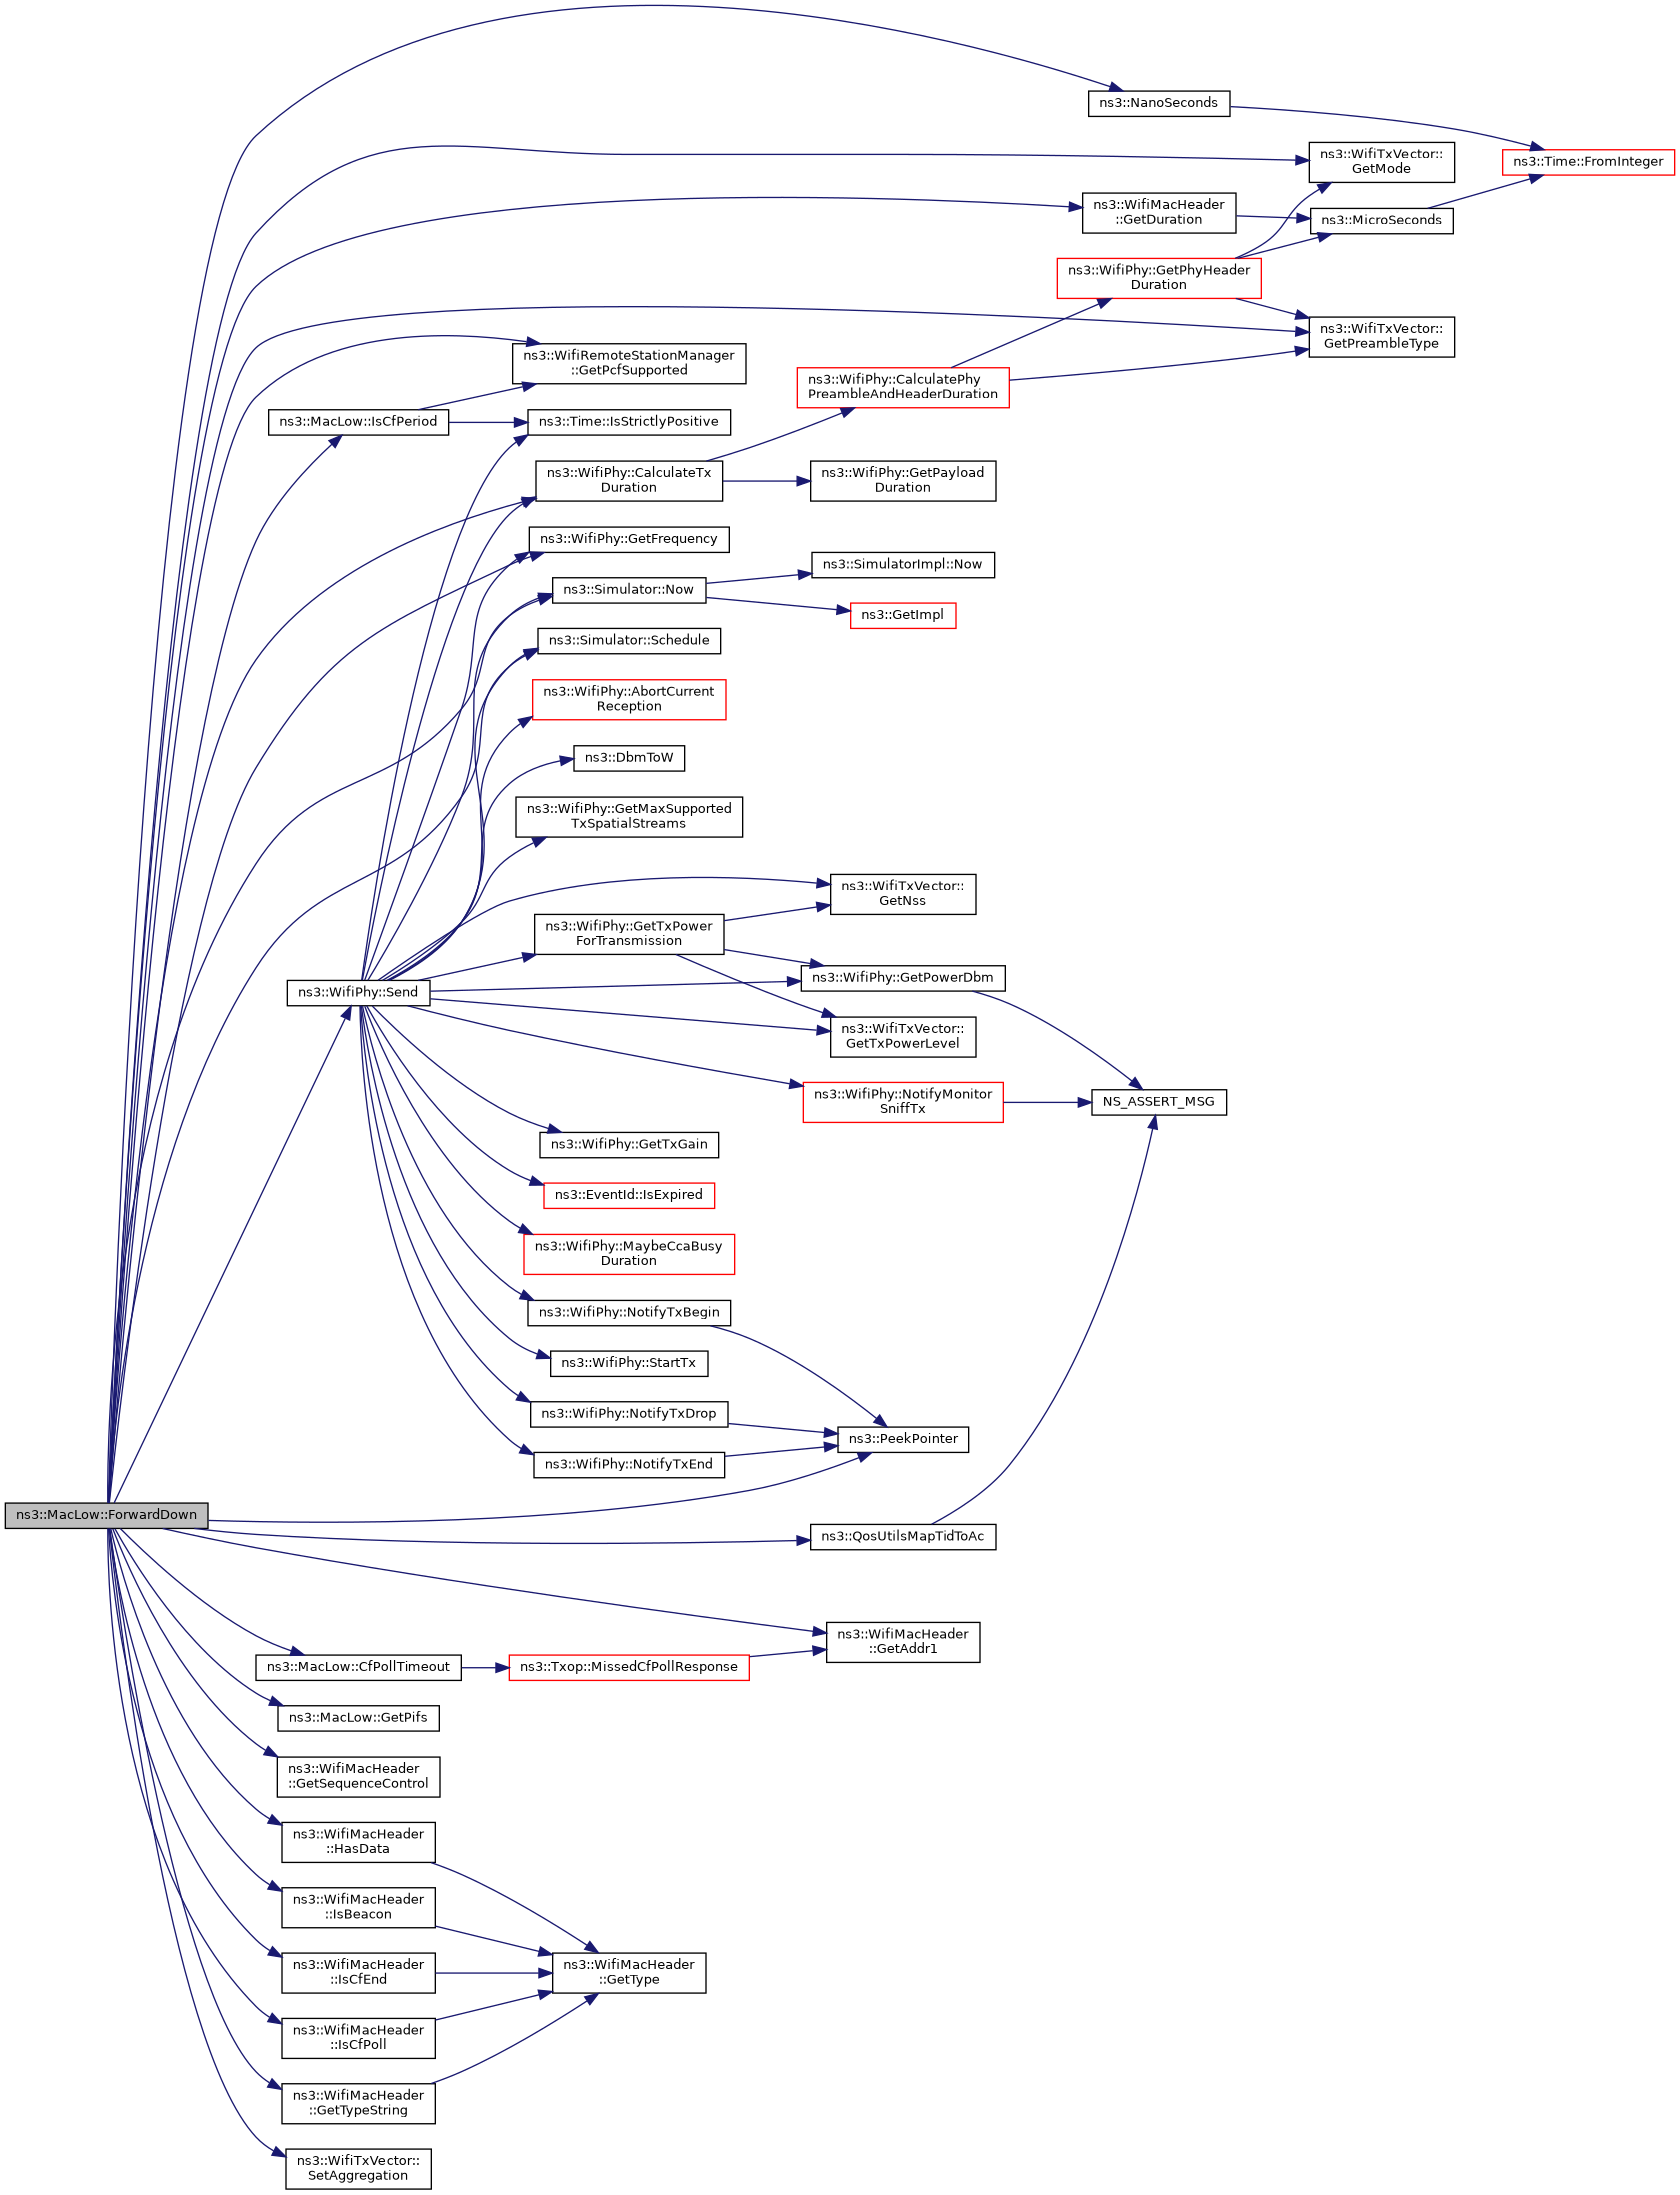 ns3::NanoSeconds
ns3::WifiTxVector::
GetMode
ns3::Time::FromInteger
ns3::WifiMacHeader
::GetDuration
ns3::MicroSeconds
ns3::WifiPhy::GetPhyHeader
Duration
ns3::WifiTxVector::
GetPreambleType
ns3::WifiRemoteStationManager
::GetPcfSupported
ns3::WifiPhy::CalculatePhy
PreambleAndHeaderDuration
ns3::MacLow::IsCfPeriod
ns3::Time::IsStrictlyPositive
ns3::WifiPhy::CalculateTx
Duration
ns3::WifiPhy::GetPayload
Duration
ns3::WifiPhy::GetFrequency
ns3::SimulatorImpl::Now
ns3::Simulator::Now
ns3::GetImpl
ns3::Simulator::Schedule
ns3::WifiPhy::AbortCurrent
Reception
ns3::DbmToW
ns3::WifiPhy::GetMaxSupported
TxSpatialStreams
ns3::WifiTxVector::
GetNss
ns3::WifiPhy::GetTxPower
ForTransmission
ns3::WifiPhy::GetPowerDbm
ns3::WifiPhy::Send
ns3::WifiTxVector::
GetTxPowerLevel
ns3::WifiPhy::NotifyMonitor
SniffTx
NS_ASSERT_MSG
ns3::WifiPhy::GetTxGain
ns3::EventId::IsExpired
ns3::WifiPhy::MaybeCcaBusy
Duration
ns3::WifiPhy::NotifyTxBegin
ns3::WifiPhy::StartTx
ns3::WifiPhy::NotifyTxDrop
ns3::PeekPointer
ns3::WifiPhy::NotifyTxEnd
ns3::MacLow::ForwardDown
ns3::QosUtilsMapTidToAc
ns3::WifiMacHeader
::GetAddr1
ns3::MacLow::CfPollTimeout
ns3::Txop::MissedCfPollResponse
ns3::MacLow::GetPifs
ns3::WifiMacHeader
::GetSequenceControl
ns3::WifiMacHeader
::HasData
ns3::WifiMacHeader
::IsBeacon
ns3::WifiMacHeader
::IsCfEnd
ns3::WifiMacHeader
::GetType
ns3::WifiMacHeader
::IsCfPoll
ns3::WifiMacHeader
::GetTypeString
ns3::WifiTxVector::
SetAggregation